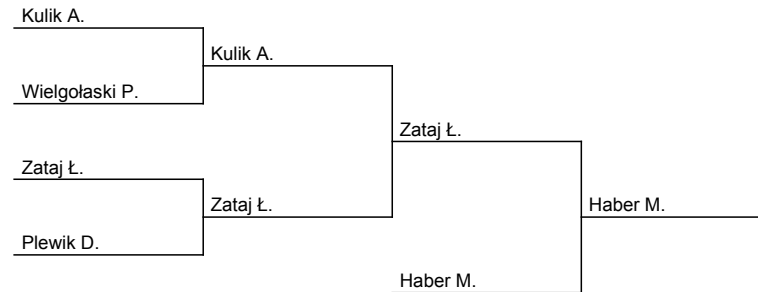 Kulik A.
Kulik A.
Wielgołaski P.
Zataj Ł.
Zataj Ł.
Zataj Ł.
Haber M.
Plewik D.
Haber M.